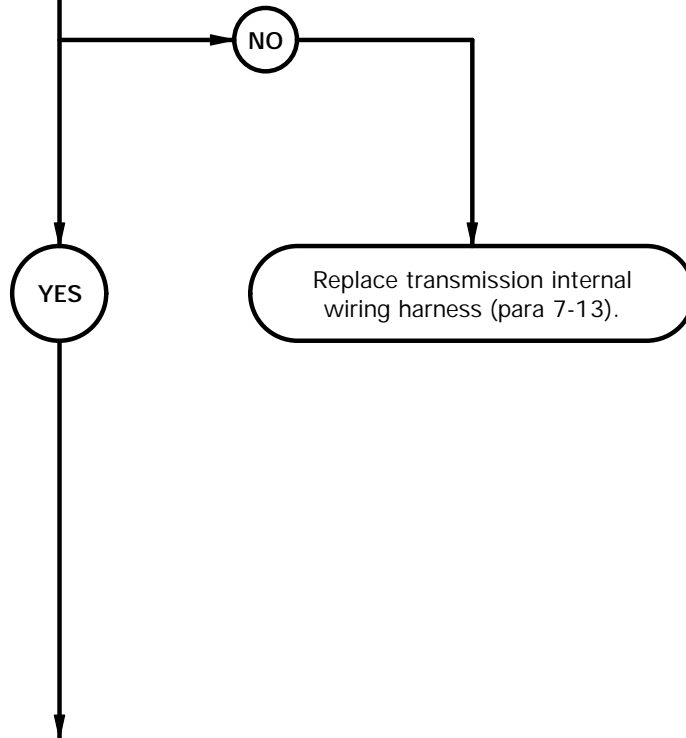 NO
YES
Replace transmission internal
wiring harness (para 7-13).